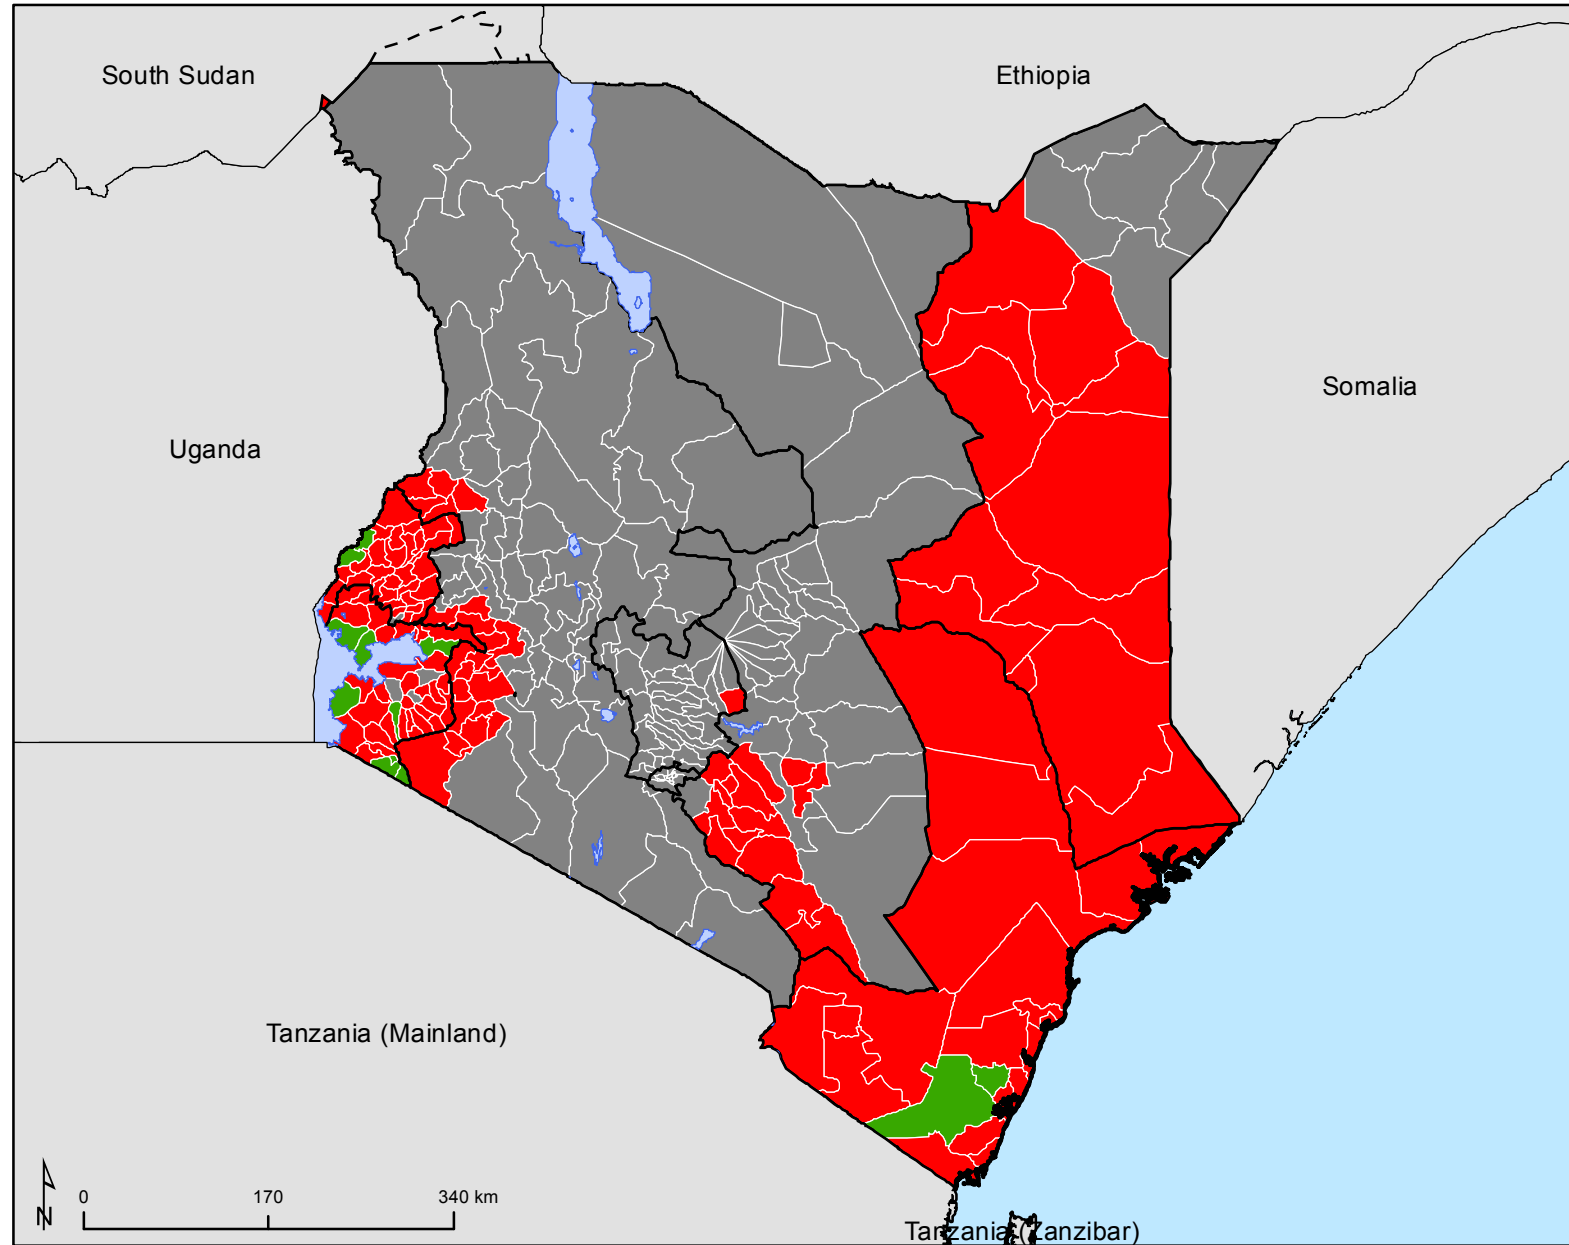 South Sudan
Ethiopia
Somalia
Uganda
Tanzania (Mainland)
0 170 340 km
N
Tanzania (Zanzibar)